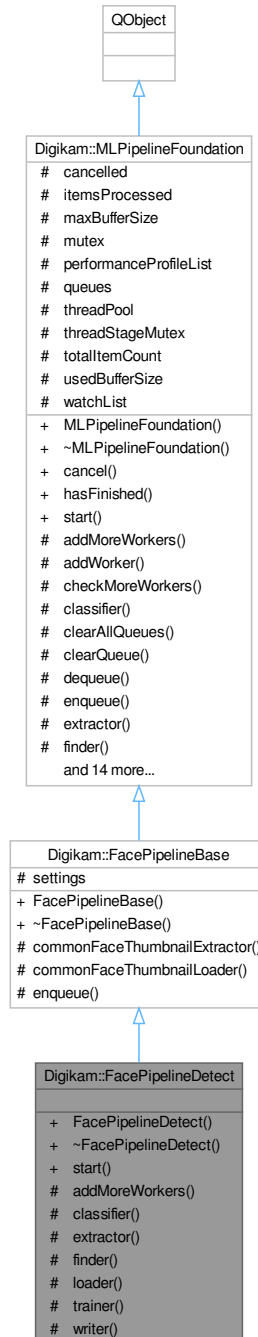 QObject
Digikam::MLPipelineFoundation
# cancelled
# itemsProcessed
# maxBufferSize
# mutex
# performanceProfileList
# queues
# threadPool
# threadStageMutex
# totalItemCount
# usedBufferSize
# watchList
+ MLPipelineFoundation()
+ ~MLPipelineFoundation()
+ cancel()
+ hasFinished()
+ start()
# addMoreWorkers()
# addWorker()
# checkMoreWorkers()
# classifier()
# clearAllQueues()
# clearQueue()
# dequeue()
# enqueue()
# extractor()
# finder()
and 14 more...
Digikam::FacePipelineBase
# settings
+ FacePipelineBase()
+ ~FacePipelineBase()
# commonFaceThumbnailExtractor()
# commonFaceThumbnailLoader()
# enqueue()
Digikam::FacePipelineDetect
+ FacePipelineDetect()
+ ~FacePipelineDetect()
+ start()
# addMoreWorkers()
# classifier()
# extractor()
# finder()
# loader()
# trainer()
# writer()